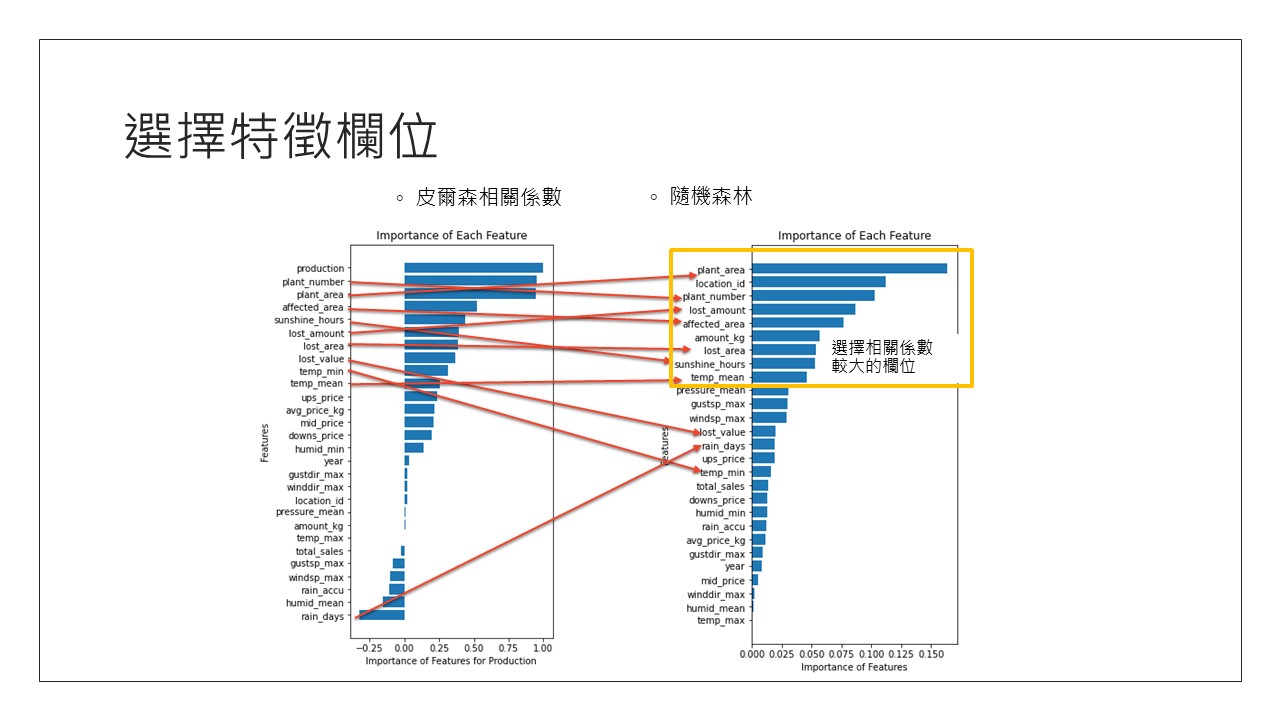 選擇特徵欄位
皮爾森相關係數
隨機森林
Importance of Each Feature
production
plant_number
plant_area
affected_area
sunshine_hours
lost_amount
lost_area
lost_value
temp_min
temp_mean
ups_price
avg_price_kg
mid_price
downs_price
humid_min
year
gustdir_max
winddir_max
location_id
pressure_mean
amount_kg
temp_max
total_sales
gustsp_max
windsp_max
rain_accu
humid_mean
rain_days
Features
−0.25 0.00 0.25 0.50 0.75 1.00
Importance of Features for Production
Importance of Each Feature
plant_area
location_id
plant_number
lost_amount
affected_area
amount_kg
lost_area
sunshine_hours
temp_mean
pressure_mean
gustsp_max
windsp_max
lost_value
rain_days
ups_price
temp_min
total_sales
downs_price
humid_min
rain_accu
avg_price_kg
gustdir_max
year
mid_price
winddir_max
humid_mean
temp_max
Features
0.000 0.025 0.050 0.075 0.100 0.125 0.150
Importance of Features
選擇相關係數
較大的欄位